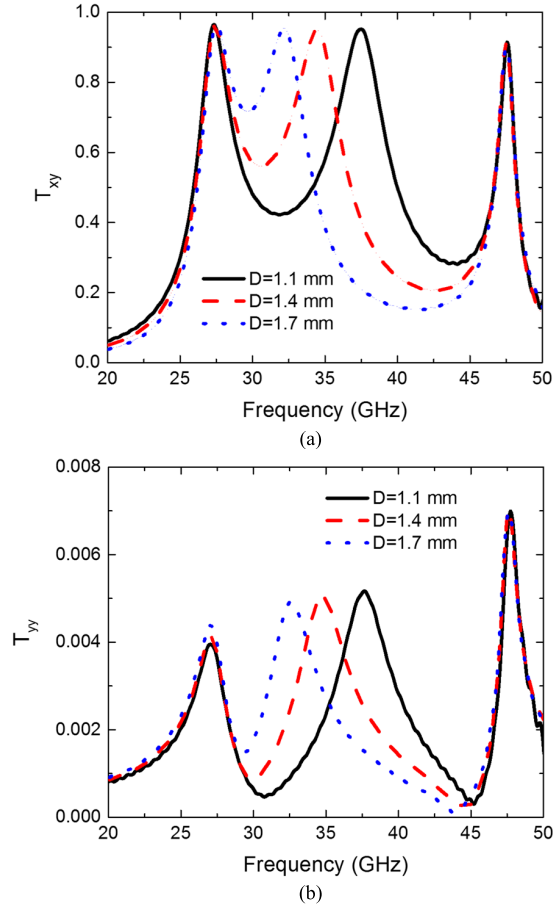 1.0
0.8
0.6
0.4
0.2
0.0
T_xy
D=1.1 mm
D=1.4 mm
D=1.7 mm
20 25 30 35 40 45 50
Frequency (GHz)
(a)
0.008
0.006
0.004
0.002
0.000
T_yy
D=1.1 mm
D=1.4 mm
D=1.7 mm
20 25 30 35 40 45 50
Frequency (GHz)
(b)